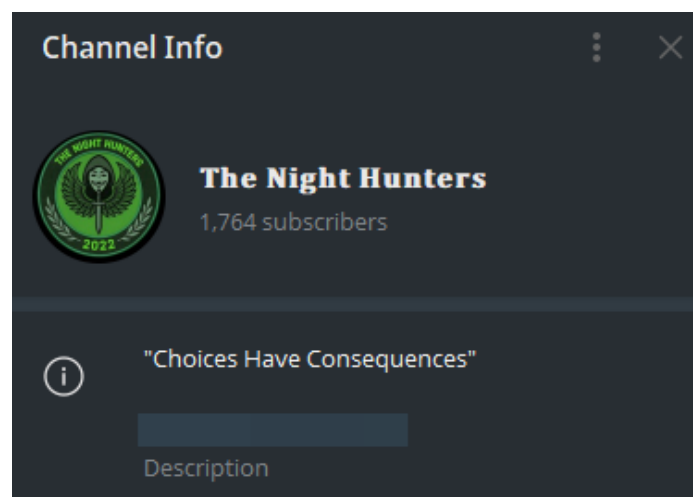 Channel Info
THE NIGHT HUNTERS
2022
The Night Hunters
1,764 subscribers
"Choices Have Consequences"
Description